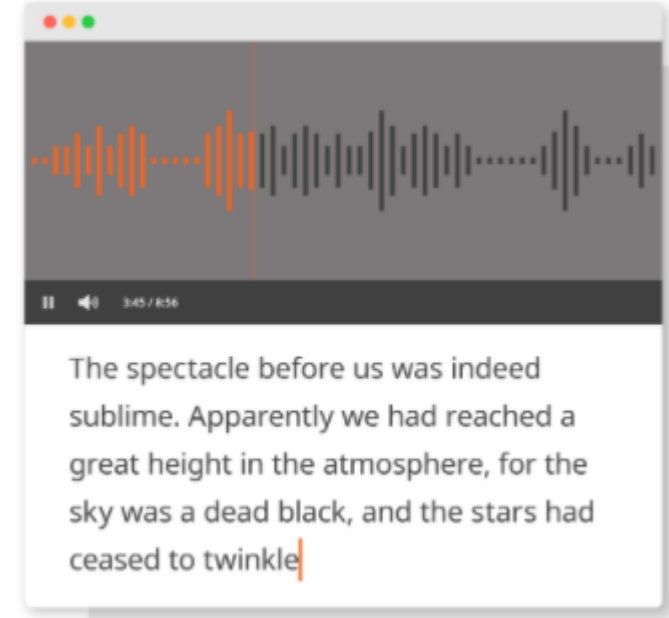 3:45 / 8:56
The spectacle before us was indeed
sublime. Apparently we had reached a
great height in the atmosphere, for the
sky was a dead black, and the stars had
ceased to twinkle